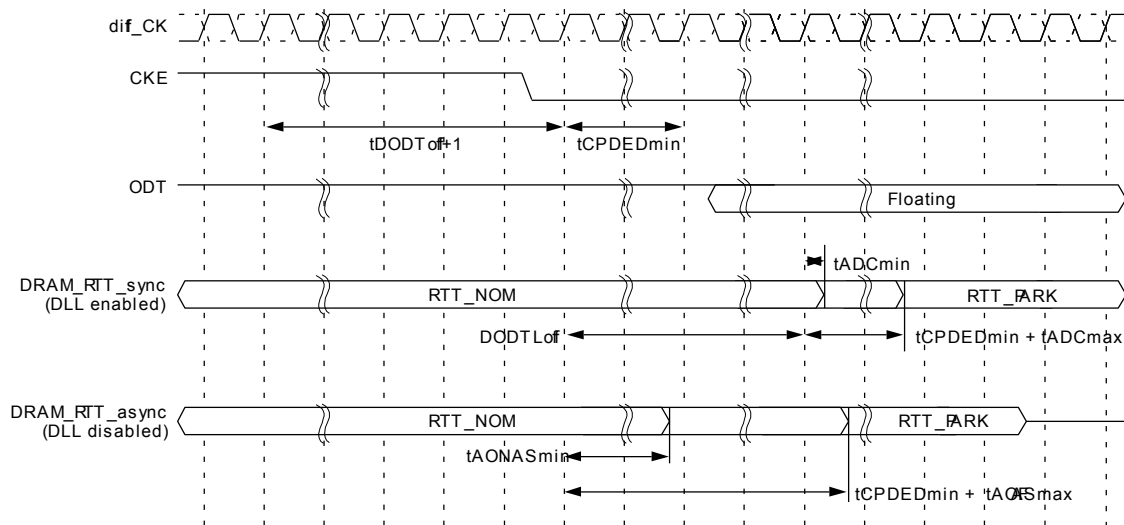 dif_CK
CKE
tDODTof+1
tCPDEDmin
ODT
Floating
tADCmin
DRAM_RTT_sync
(DLL enabled)
RTT_NOM
RTT_PARK
DODTLof
tCPDEDmin + tADCmax
DRAM_RTT_async
(DLL disabled)
RTT_NOM
RTT_PARK
tAONASmin
tCPDEDmin + tAOFASmax